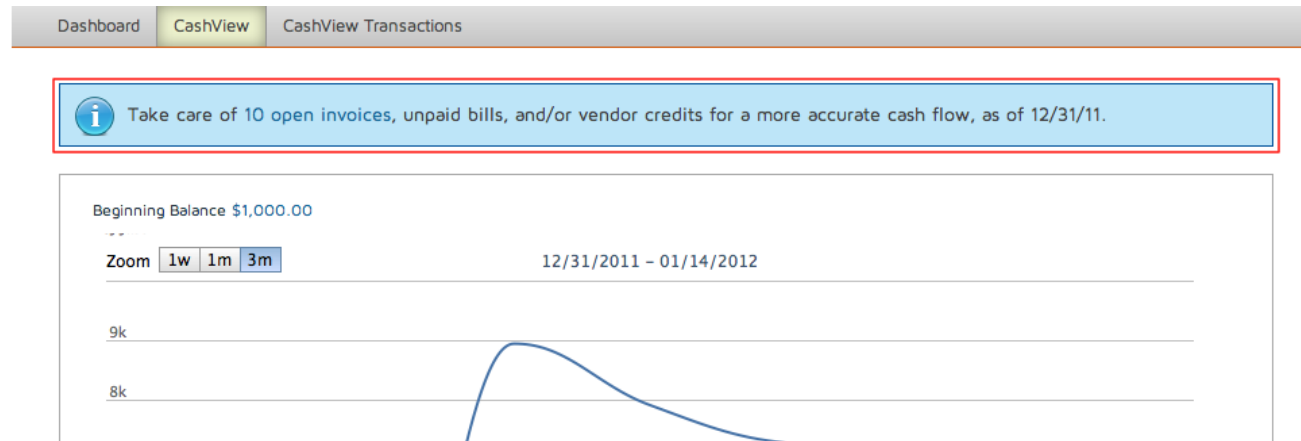 Dashboard CashView CashView Transactions
Take care of 10 open invoices, unpaid bills, and/or vendor credits for a more accurate cash flow, as of 12/31/11.
Beginning Balance $1,000.00
Zoom 1w 1m 3m 12/31/2011 – 01/14/2012
9k
8k